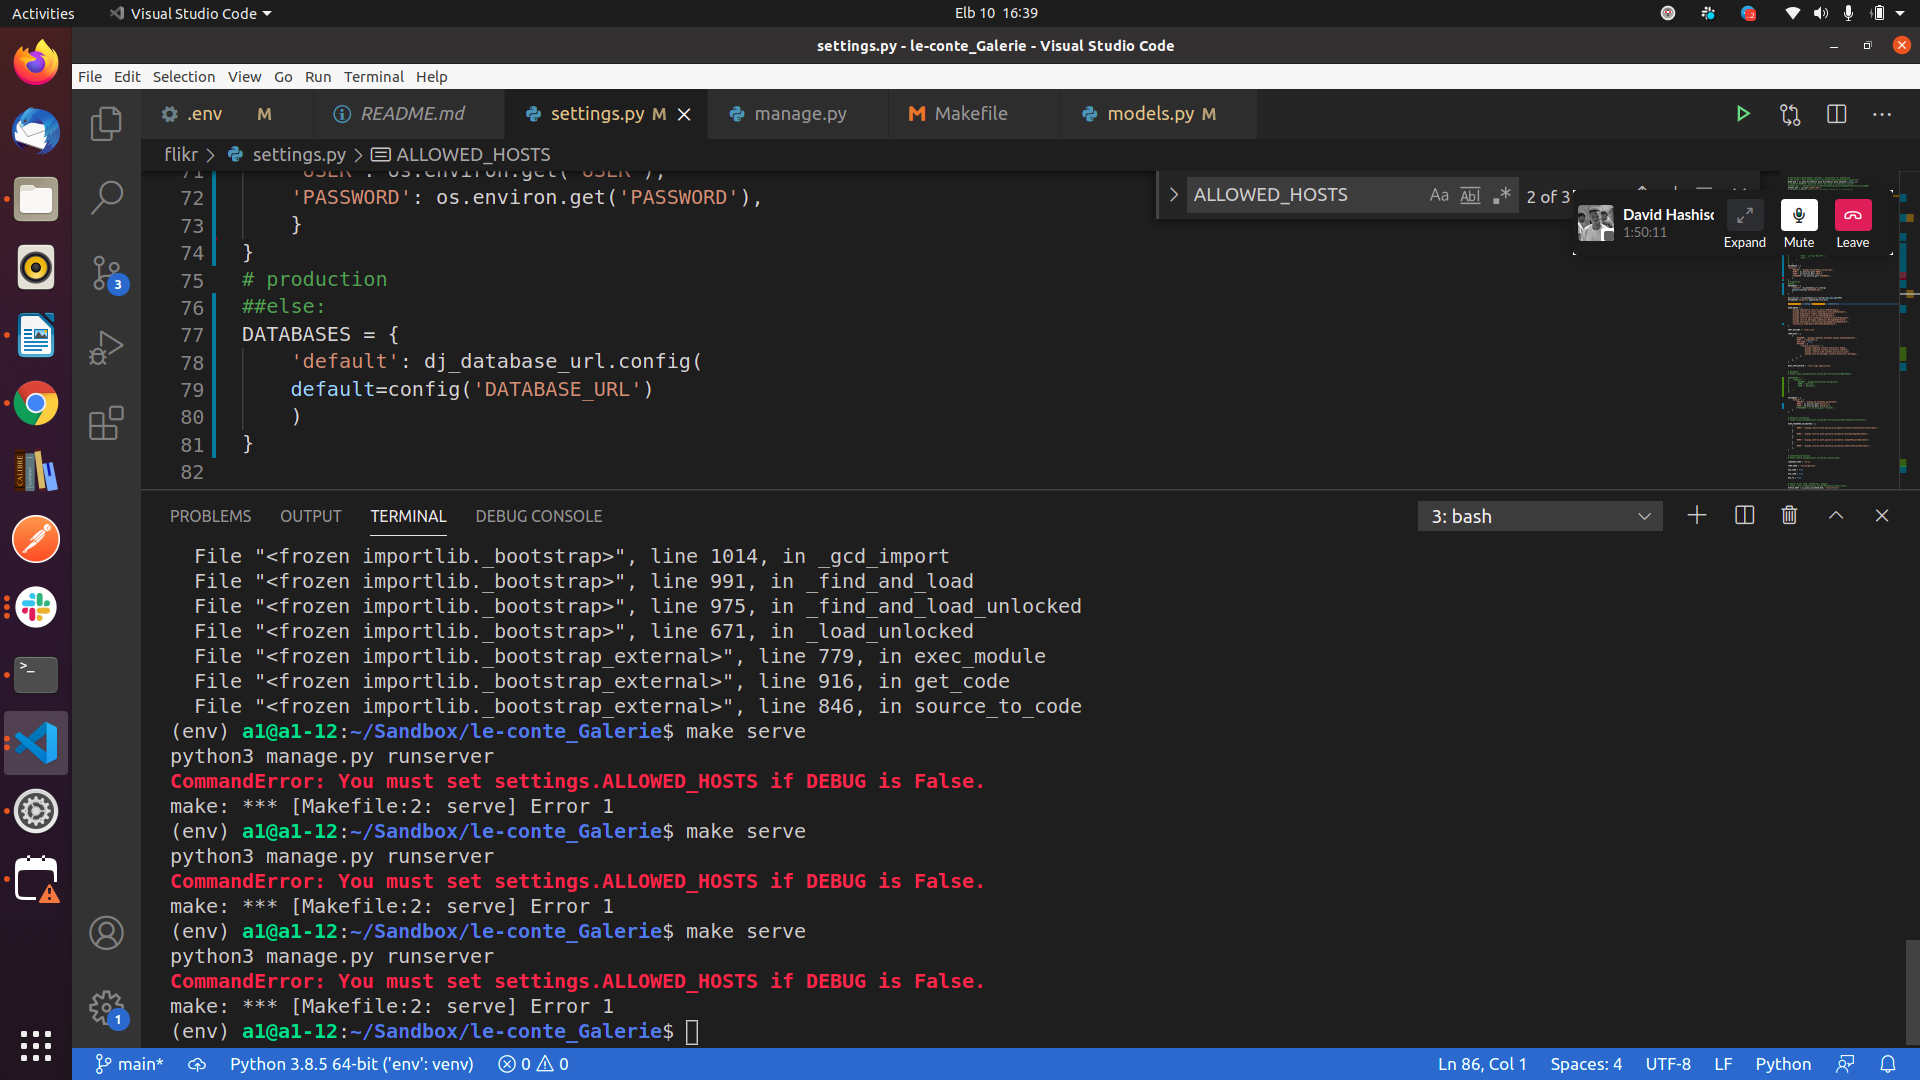 Activities
Visual Studio Code
Elb 10 16:39
settings.py - le-conte_Galerie - Visual Studio Code
File Edit Selection View Go Run Terminal Help
.env M
README.md
settings.py M
manage.py
Makefile
models.py M
flikr > settings.py > ALLOWED_HOSTS
ALLOWED_HOSTS
Aa Abl .*
2 of 3
David Hashisc
1:50:11
Expand
Mute
Leave
71 'USER': os.environ.get('USER'),
72 'PASSWORD': os.environ.get('PASSWORD'),
73 }
74 }
75 # production
76 ##else:
77 DATABASES = {
78 'default': dj_database_url.config(
79 default=config('DATABASE_URL')
80 )
81 }
82
3
PROBLEMS OUTPUT TERMINAL DEBUG CONSOLE
3: bash
File "<frozen importlib._bootstrap>", line 1014, in _gcd_import
File "<frozen importlib._bootstrap>", line 991, in _find_and_load
File "<frozen importlib._bootstrap>", line 975, in _find_and_load_unlocked
File "<frozen importlib._bootstrap>", line 671, in _load_unlocked
File "<frozen importlib._bootstrap_external>", line 779, in exec_module
File "<frozen importlib._bootstrap_external>", line 916, in get_code
File "<frozen importlib._bootstrap_external>", line 846, in source_to_code
(env) a1@a1-12:~/Sandbox/le-conte_Galerie$ make serve
python3 manage.py runserver
CommandError: You must set settings.ALLOWED_HOSTS if DEBUG is False.
make: *** [Makefile:2: serve] Error 1
(env) a1@a1-12:~/Sandbox/le-conte_Galerie$ make serve
python3 manage.py runserver
CommandError: You must set settings.ALLOWED_HOSTS if DEBUG is False.
make: *** [Makefile:2: serve] Error 1
(env) a1@a1-12:~/Sandbox/le-conte_Galerie$ make serve
python3 manage.py runserver
CommandError: You must set settings.ALLOWED_HOSTS if DEBUG is False.
make: *** [Makefile:2: serve] Error 1
(env) a1@a1-12:~/Sandbox/le-conte_Galerie$
CALIBRE
1
main* Python 3.8.5 64-bit ('env': venv) 0 0
Ln 86, Col 1 Spaces: 4 UTF-8 LF Python